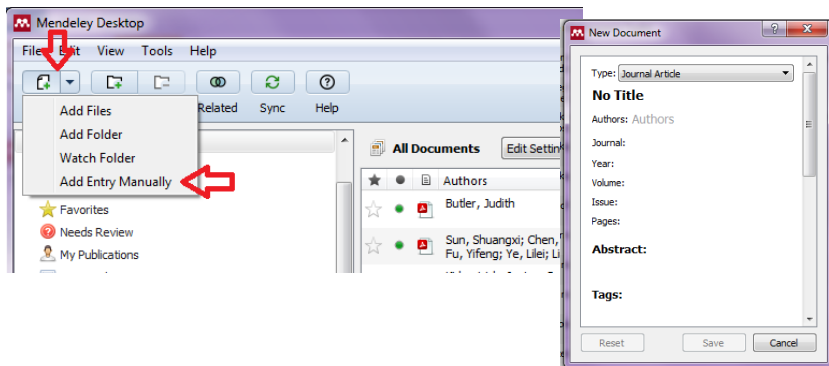 Mendeley Desktop
File Edit View Tools Help
Related Sync Help
Add Files
Add Folder
Watch Folder
Add Entry Manually
Favorites
Needs Review
My Publications
All Documents
★ ● Authors
Butler, Judith
Sun, Shuangxi; Chen,
Fu, Yifeng; Ye, Lilei; Li
New Document
Type: Journal Article
No Title
Authors: Authors
Journal:
Year:
Volume:
Issue:
Pages:
Abstract:
Tags:
Reset Save Cancel